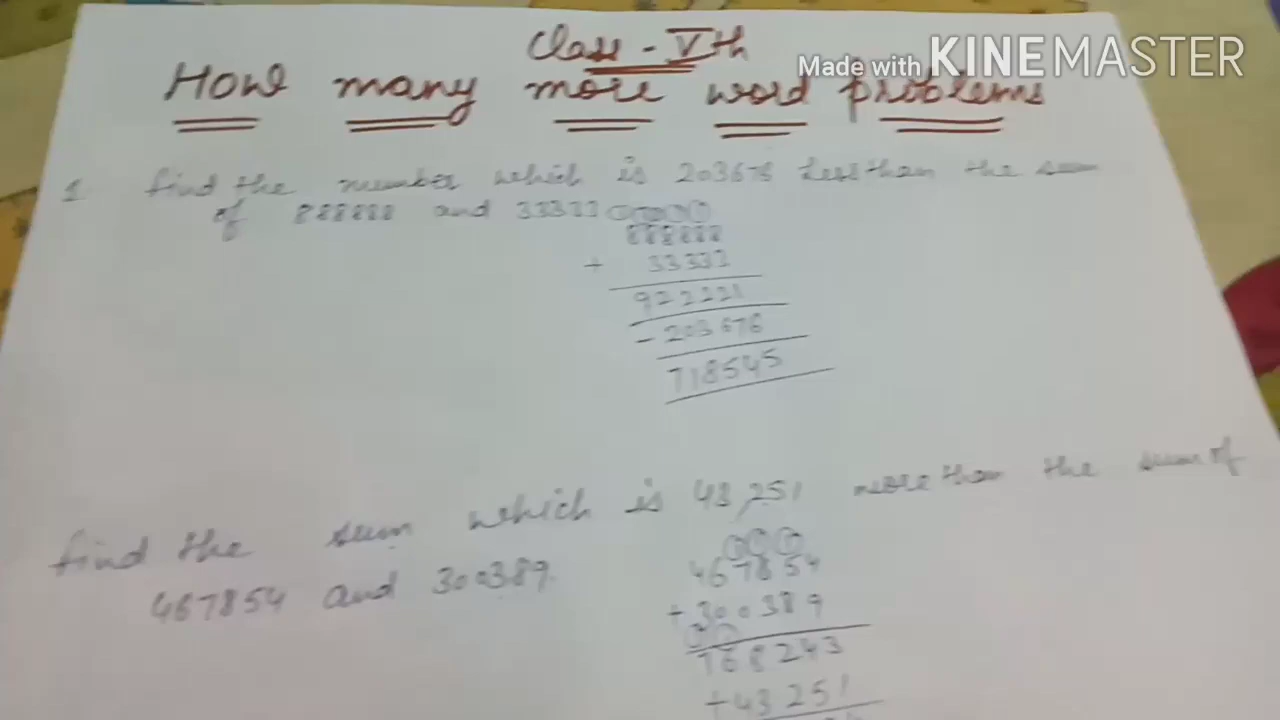 Class - Vth
Made with KINEMASTER
How many more word problems
1 find the number which is 203676 less than the sum
of 888888 and 33333
888888
+ 33333
922221
- 203676
718545
find the sum which is 43,251 more than the sum of
467854 and 300389.
467854
+ 300389
768243
+ 43251